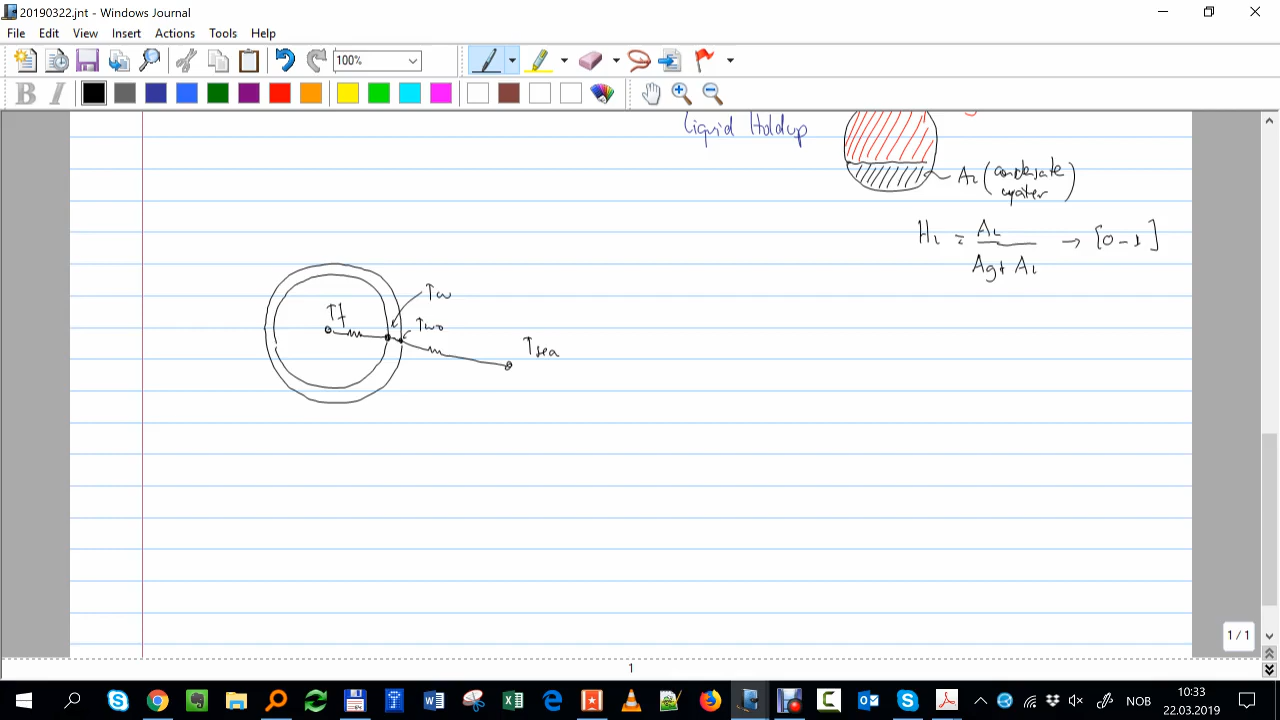 20190322.jnt - Windows Journal
File Edit View Insert Actions Tools Help
100%
B I
Liquid Holdup
AL (condensate
water)
HL = AL → [0 - 1]
Ag + AL
Tf
Tw
Two
Tsea
1 / 1
1
NOB
10:33
22.03.2019